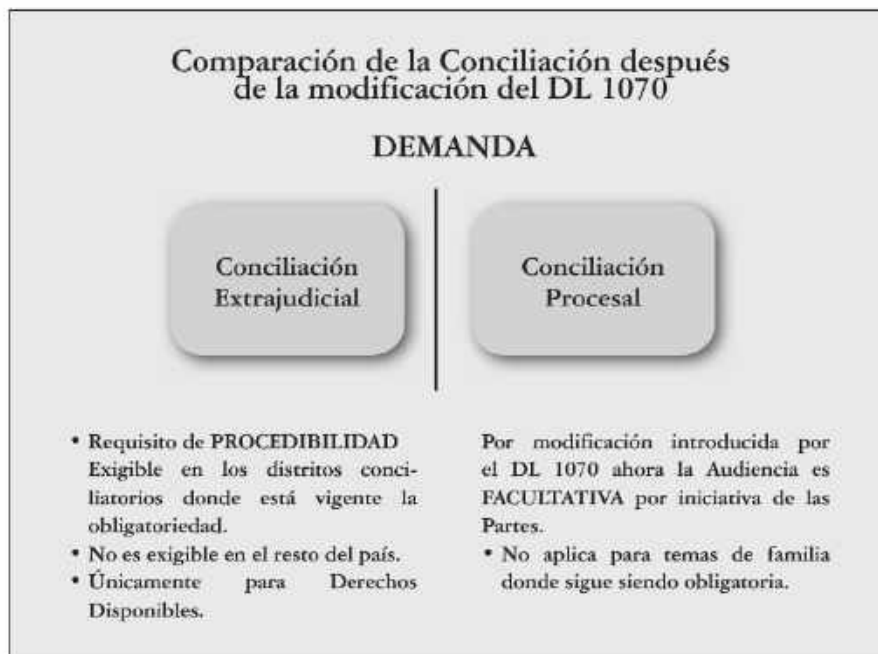 Comparación de la Conciliación después
de la modificación del DL 1070
DEMANDA
Conciliación
Extrajudicial
Conciliación
Procesal
• Requisito de PROCEDIBILIDAD
Exigible en los distritos conci-
liatorios donde está vigente la
obligatoriedad.
• No es exigible en el resto del país.
• Únicamente para Derechos
Disponibles.
Por modificación introducida por
el DL 1070 ahora la Audiencia es
FACULTATIVA por iniciativa de las
Partes.
• No aplica para temas de familia
donde sigue siendo obligatoria.